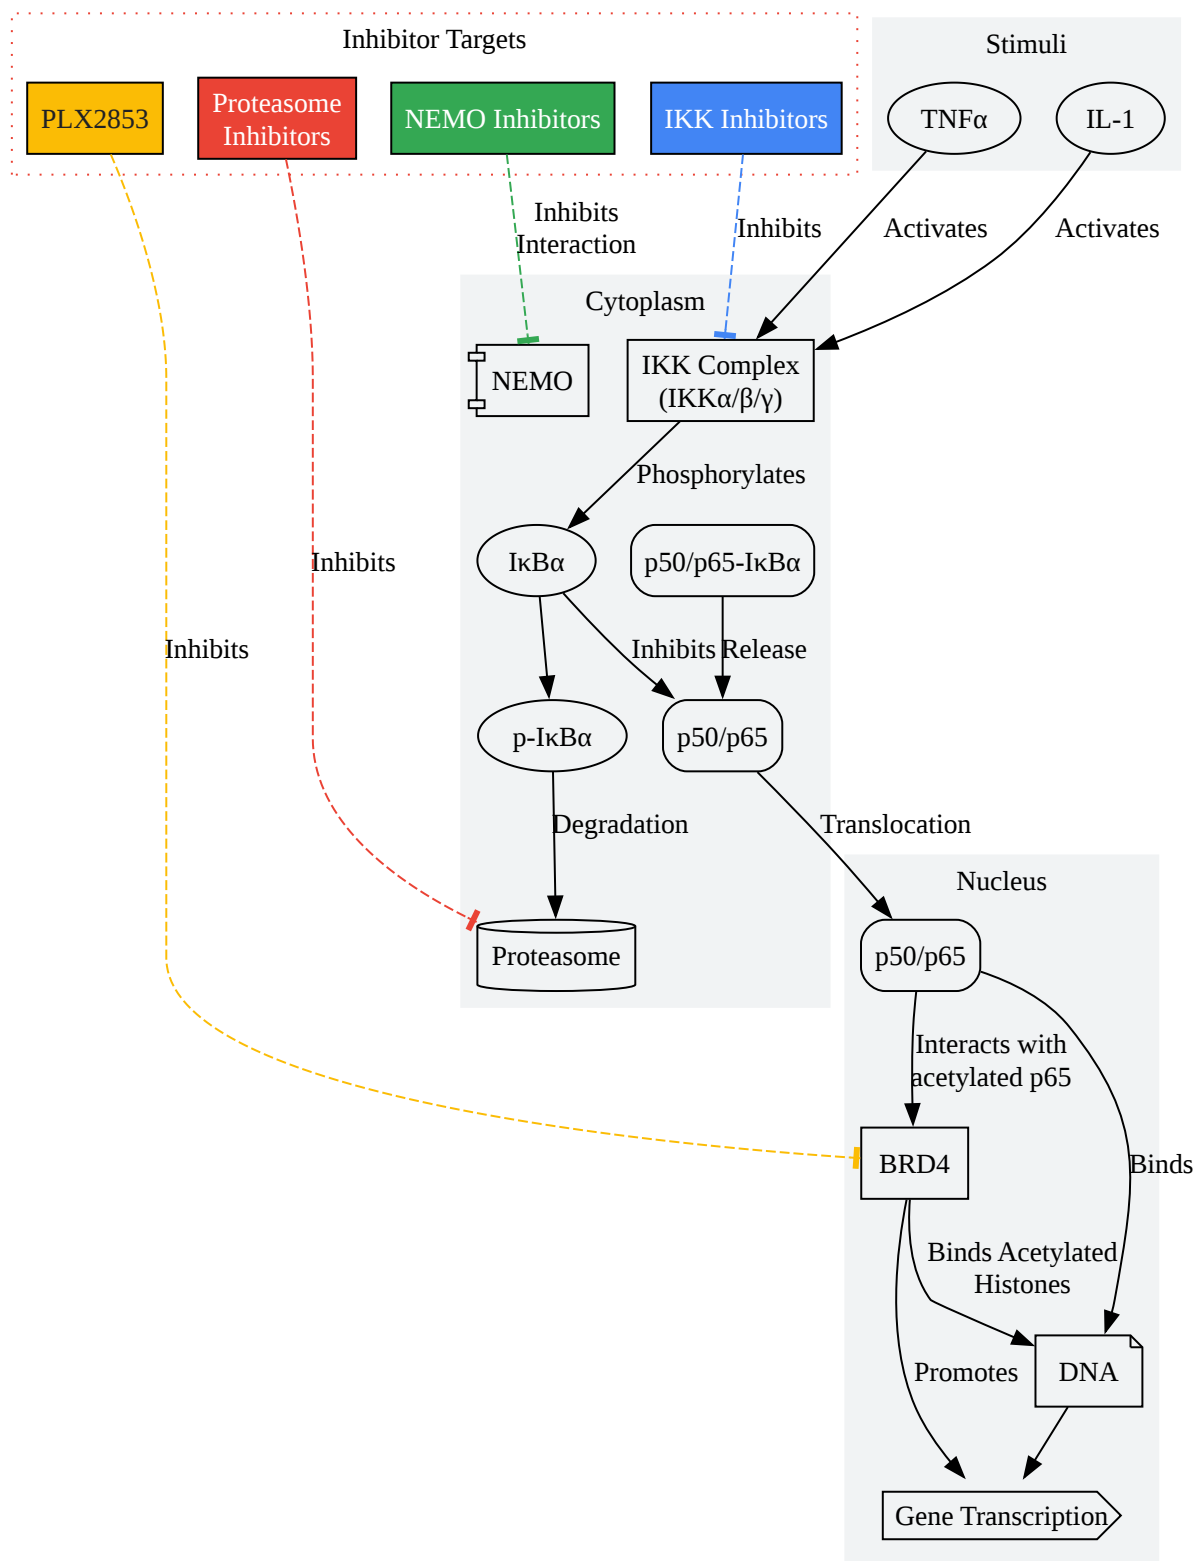 Inhibitor Targets
Stimuli
PLX2853
Proteasome
Inhibitors
NEMO Inhibitors
IKK Inhibitors
TNFα
IL-1
Inhibits
Interaction
Inhibits
Activates
Activates
Cytoplasm
NEMO
IKK Complex
(IKKα/β/γ)
Phosphorylates
Inhibits
IκBα
p50/p65-IκBα
Inhibits
Inhibits
Release
p-IκBα
p50/p65
Degradation
Translocation
Nucleus
Proteasome
p50/p65
Interacts with
acetylated p65
BRD4
Binds
Binds Acetylated
Histones
Promotes
DNA
Gene Transcription